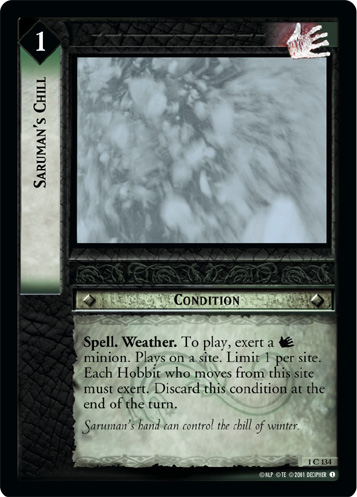 1
SARUMAN'S CHILL
CONDITION
Spell. Weather. To play, exert a
minion. Plays on a site. Limit 1 per site.
Each Hobbit who moves from this site
must exert. Discard this condition at the
end of the turn.
Saruman's hand can control the chill of winter.
1 C 134
©NLP ©TE ©2001 DECIPHER